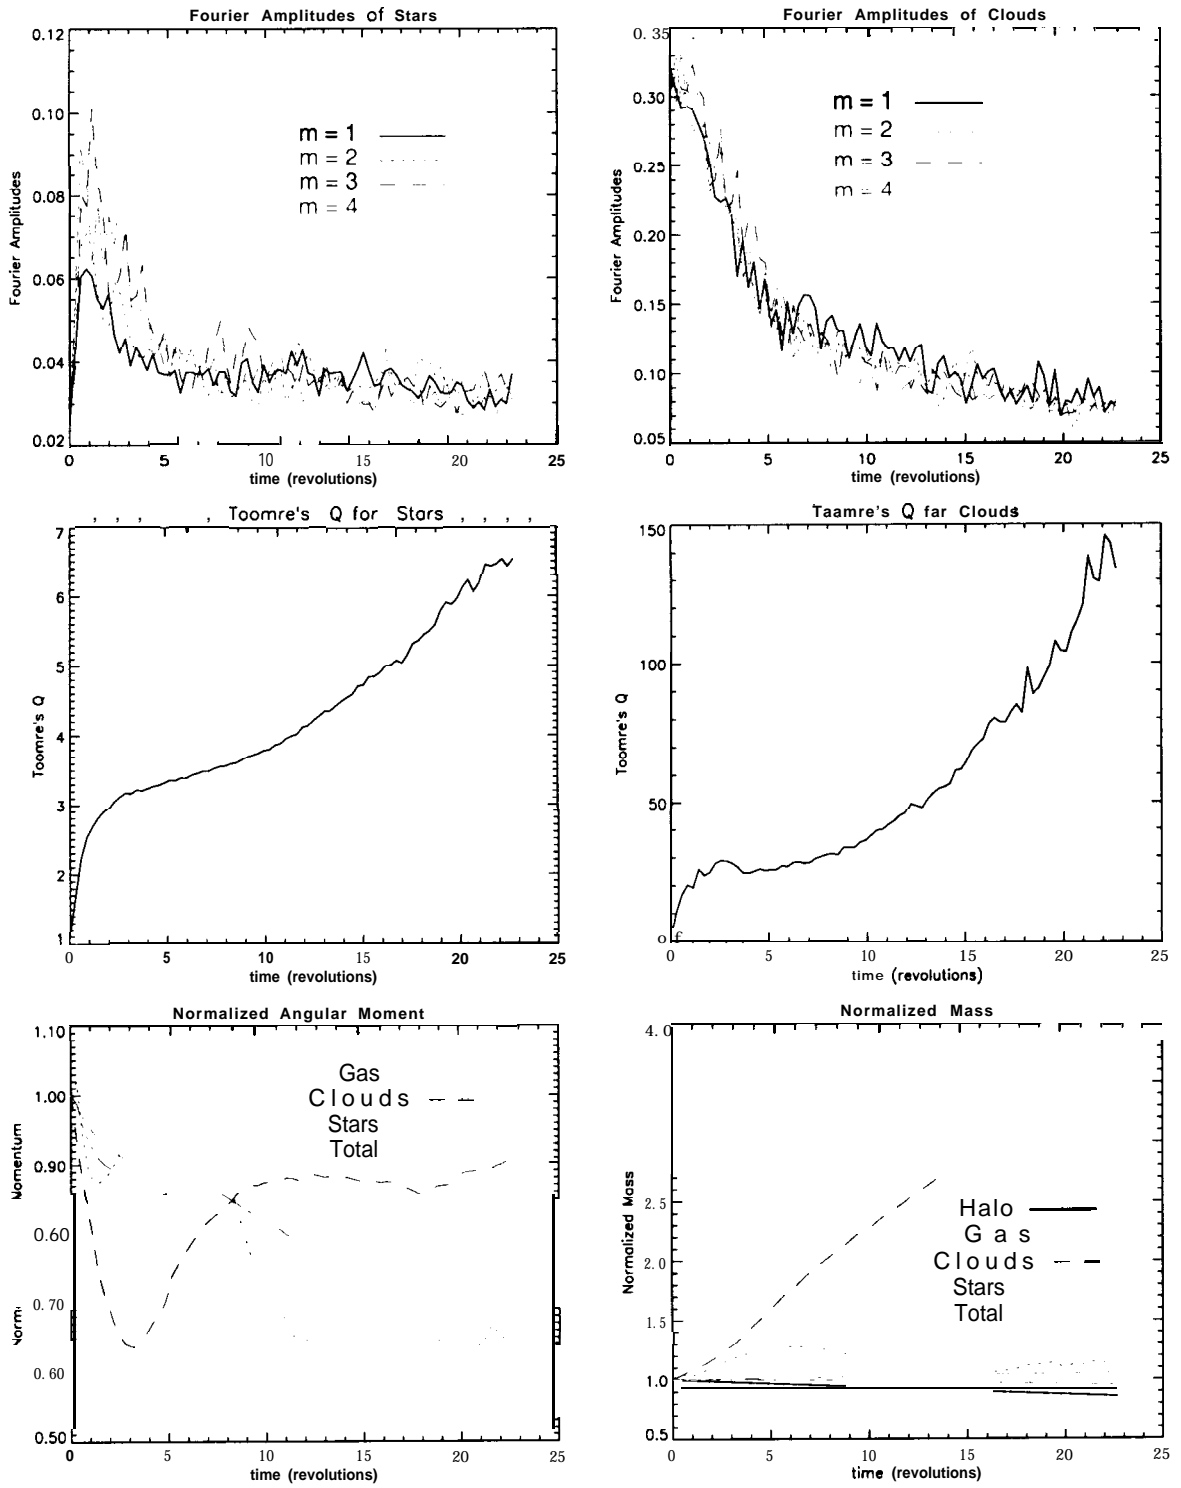 Fourier Amplitudes of Stars
0.12
0.10
0.08
0.06
0.04
0.02
Fourier Amplitudes
m = 1
m = 2
m = 3
m = 4
0 5 10 15 20 25
time (revolutions)
Fourier Amplitudes of Clouds
0.35
0.30
0.25
0.20
0.15
0.10
0.05
Fourier Amplitudes
m = 1
m = 2
m = 3
m = 4
0 5 10 15 20 25
time (revolutions)
Toomre's Q for Stars
7
6
5
4
3
2
1
Toomre's Q
0 5 10 15 20 25
time (revolutions)
Taamre's Q far Clouds
150
100
50
o f
Toomre's Q
0 5 10 15 20 25
time (revolutions)
Normalized Angular Moment
1.10
1.00
0.90
0.60
0.70
0.60
0.50
Momentum
Norm
Gas
Clouds
Stars
Total
0 5 10 15 20 25
time (revolutions)
Normalized Mass
4.0
2.5
2.0
1.5
1.0
0.5
Normalized Mass
Halo
Gas
Clouds
Stars
Total
0 5 10 15 20 25
time (revolutions)